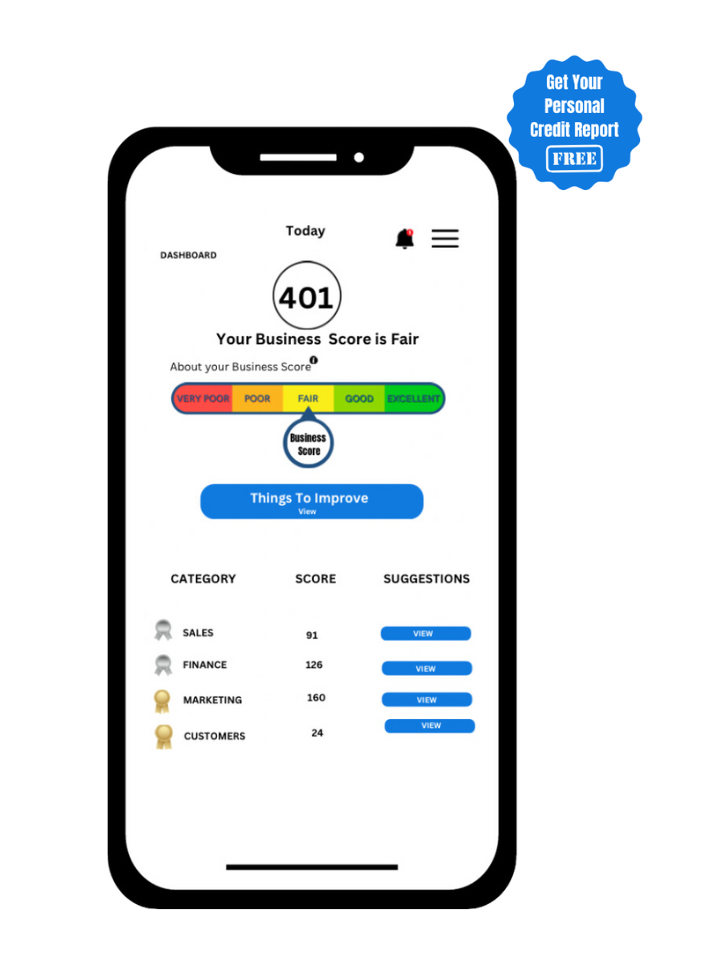 Get Your
Personal
Credit Report
FREE
Today
DASHBOARD
401
Your Business Score is Fair
About your Business Score
VERY POOR POOR FAIR GOOD EXCELLENT
Business
Score
Things To Improve
View
CATEGORY SCORE SUGGESTIONS
SALES 91 VIEW
FINANCE 126 VIEW
MARKETING 160 VIEW
CUSTOMERS 24 VIEW